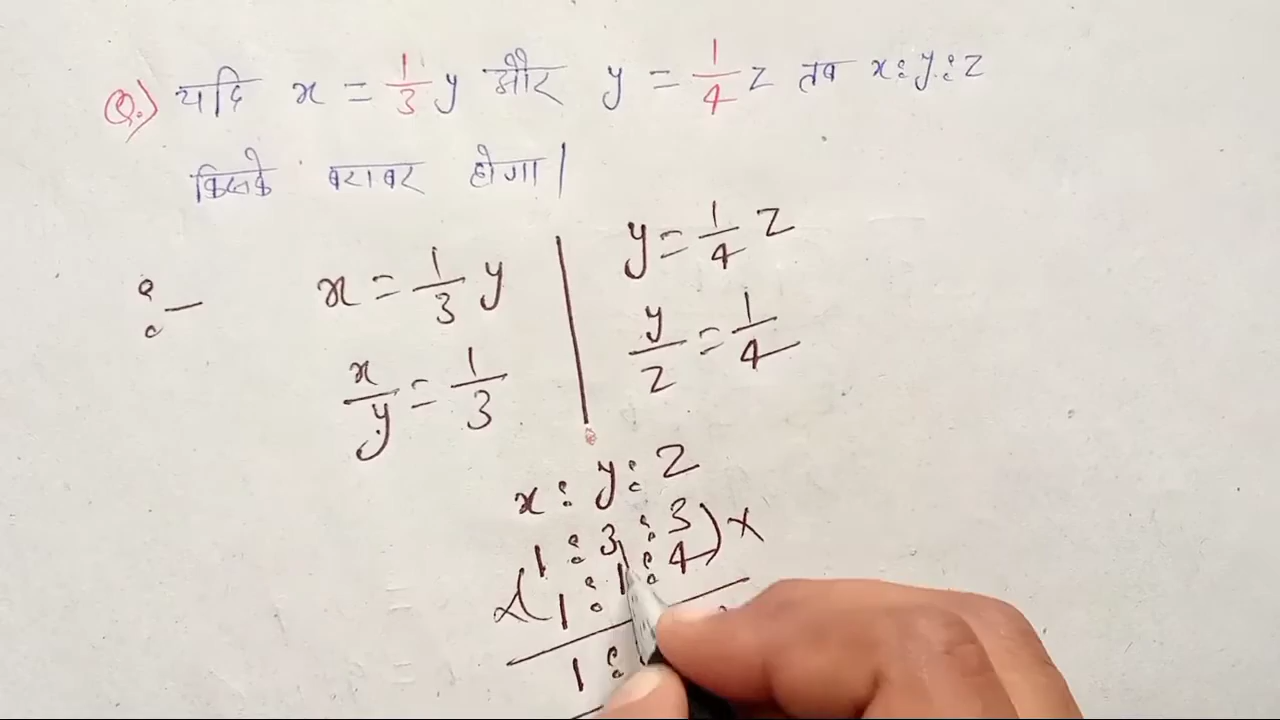 Q.) यदि x = 1/3 y और y = 1/4 z तब x:y:z
किसके बराबर होगा।
:- x = 1/3 y
x/y = 1/3
y = 1/4 z
y/z = 1/4
x : y : z
1 : 3 : 3
1 : 1 : 4
1 :